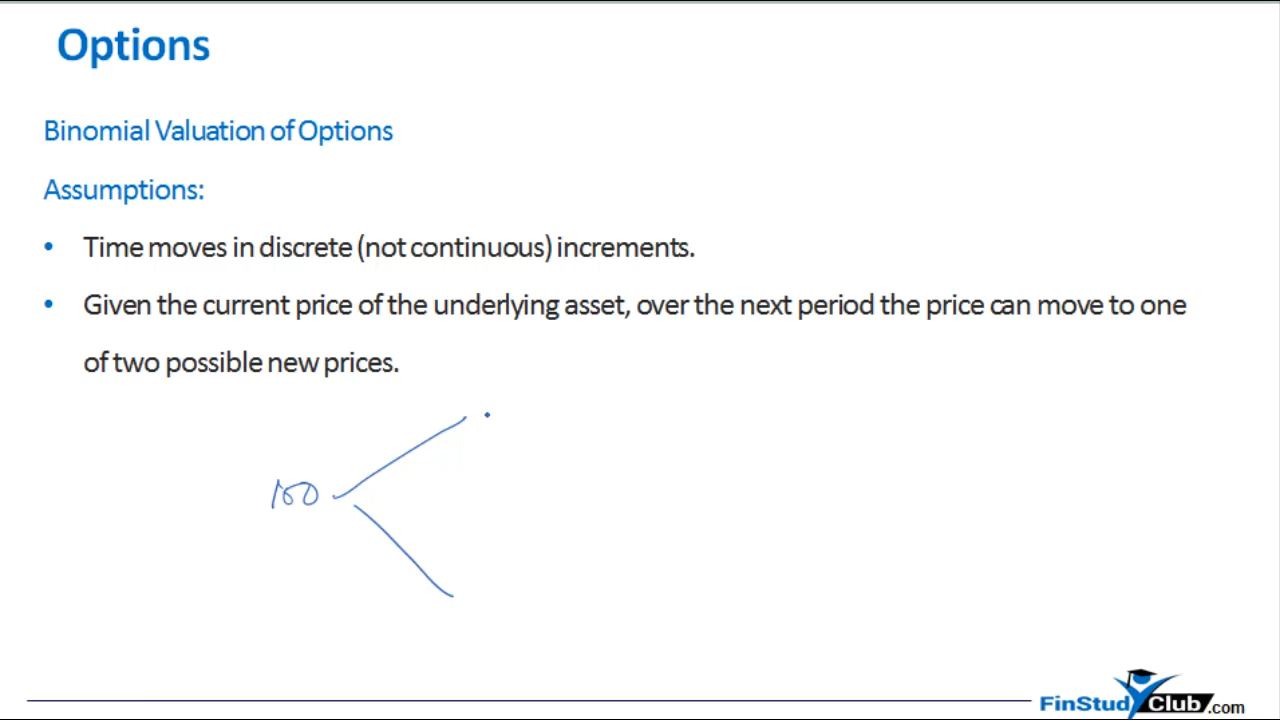 Options
Binomial Valuation of Options
Assumptions:
• Time moves in discrete (not continuous) increments.
• Given the current price of the underlying asset, over the next period the price can move to one
of two possible new prices.
100
FinStudyClub.com